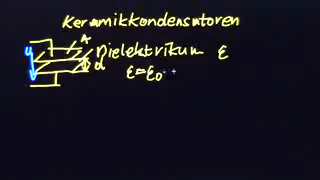 Keramikkondensatoren
A
u Dielektrikum ε
d
ε=ε₀·